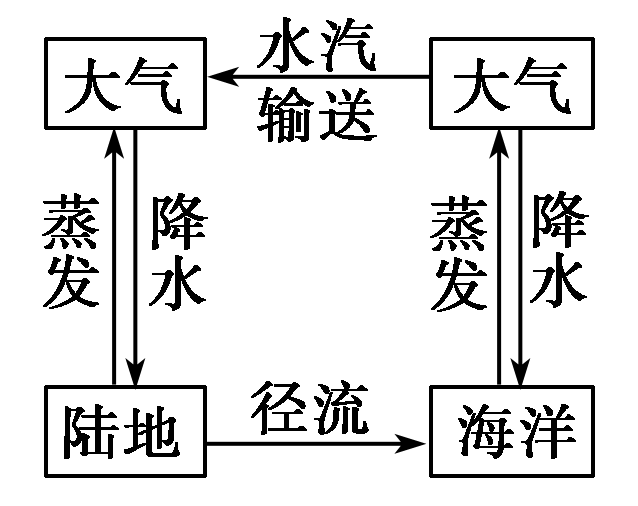 大气
水汽
输送
大气
蒸发
降水
蒸发
降水
陆地
径流
海洋